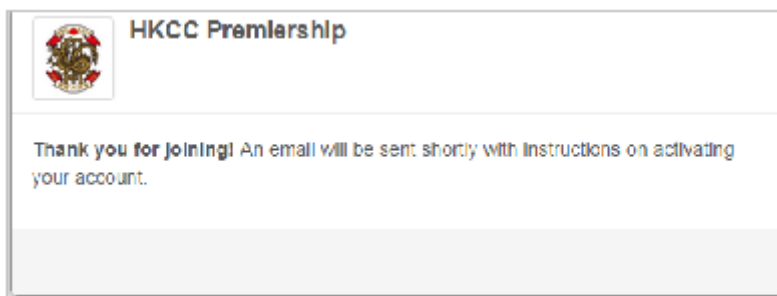 HKCC Premiership
Thank you for joining! An email will be sent shortly with instructions on activating
your account.